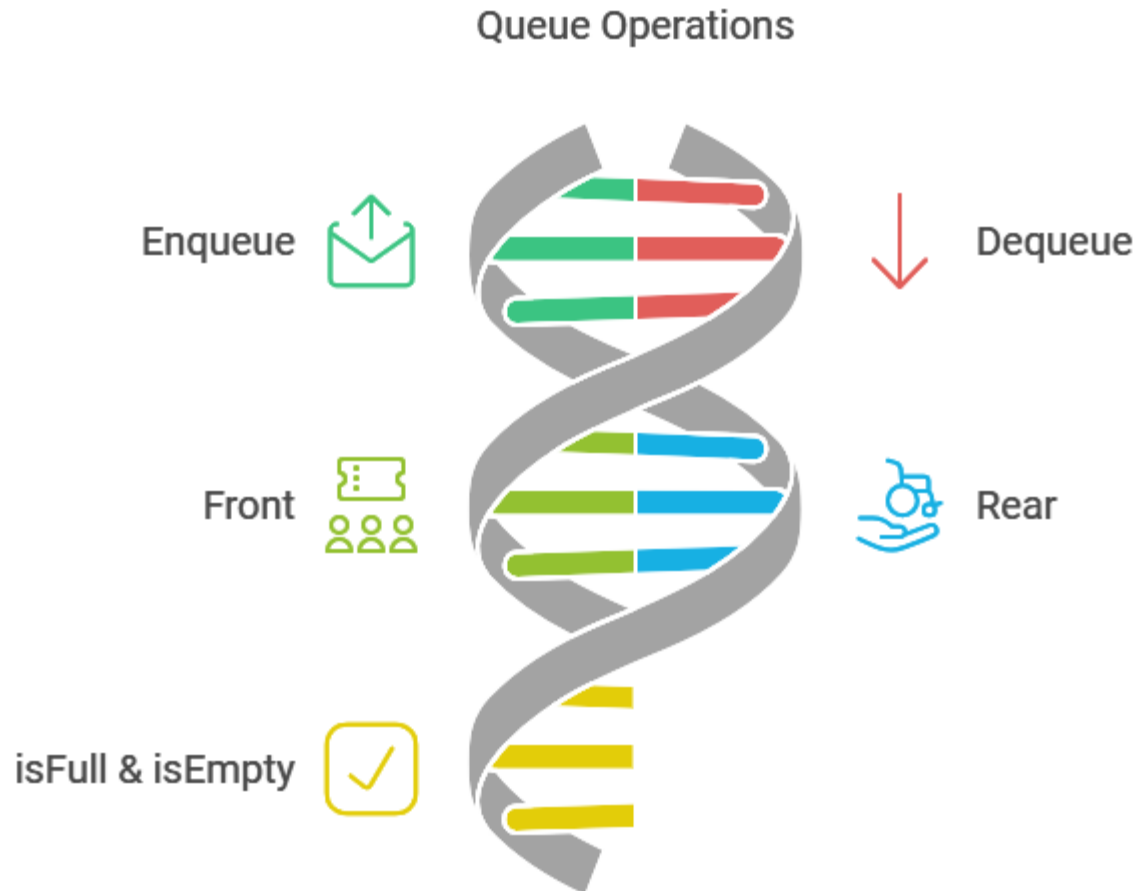 Queue Operations
Enqueue
Dequeue
Front
Rear
isFull & isEmpty